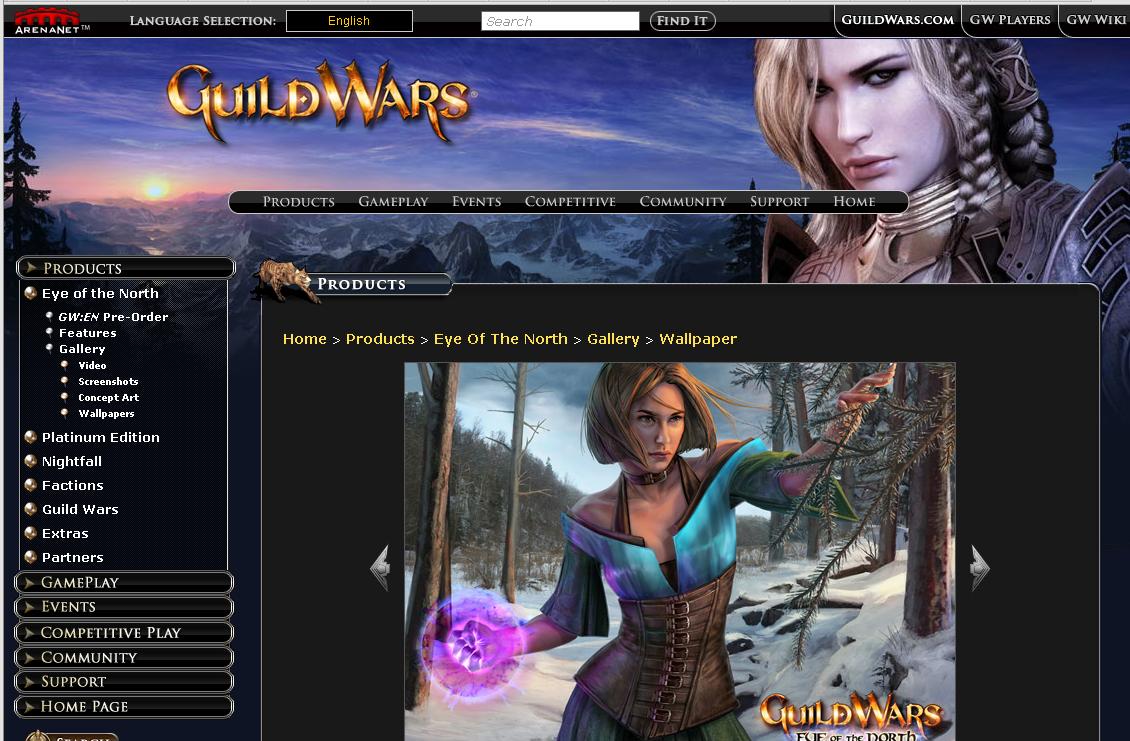 ARENANET™ LANGUAGE SELECTION: English Search FIND IT GUILDWARS.COM GW PLAYERS GW WIKI
GUILDWARS®
PRODUCTS GAMEPLAY EVENTS COMPETITIVE COMMUNITY SUPPORT HOME
PRODUCTS
Eye of the North
GW:EN Pre-Order
Features
Gallery
Video
Screenshots
Concept Art
Wallpapers
Platinum Edition
Nightfall
Factions
Guild Wars
Extras
Partners
GAMEPLAY
EVENTS
COMPETITIVE PLAY
COMMUNITY
SUPPORT
HOME PAGE
SEARCH
PRODUCTS
Home > Products > Eye Of The North > Gallery > Wallpaper
GUILDWARS
EYE OF THE NORTH